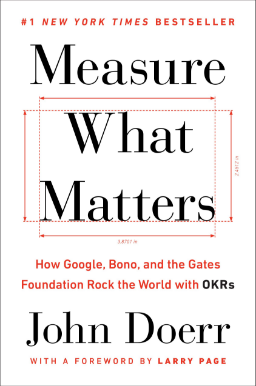 #1 NEW YORK TIMES BESTSELLER
Measure
What
Matters
How Google, Bono, and the Gates
Foundation Rock the World with OKRs
John Doerr
WITH A FOREWORD BY LARRY PAGE